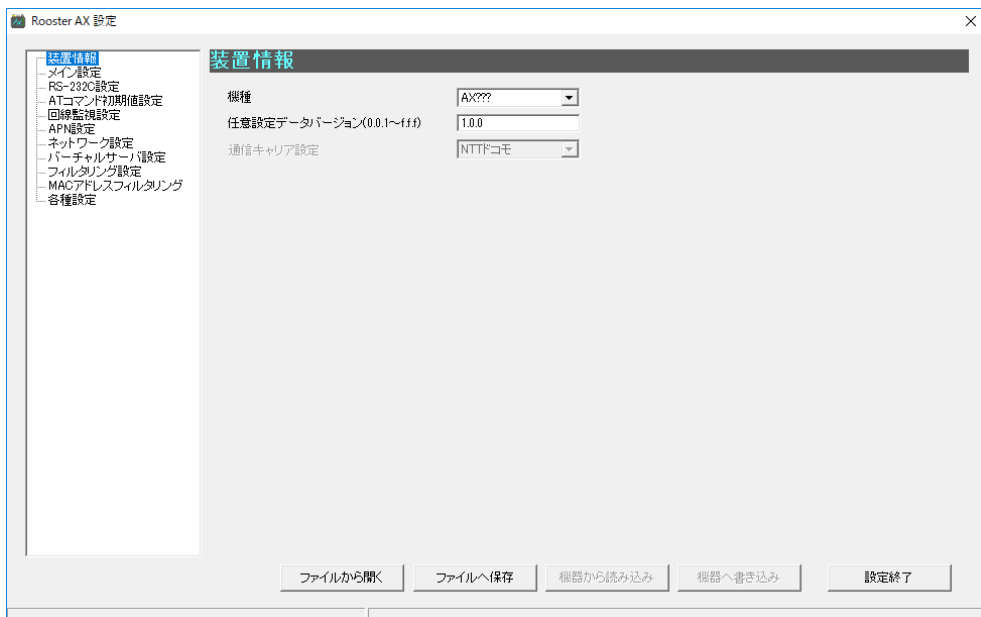 Rooster AX 設定
装置情報
メイン設定
RS-232C設定
ATコマンド初期値設定
回線監視設定
APN設定
ネットワーク設定
バーチャルサーバ設定
フィルタリング設定
MACアドレスフィルタリング
各種設定
装置情報
機種 AX???
任意設定データバージョン(0.0.1～f.f.f) 1.0.0
通信キャリア設定 NTTドコモ
ファイルから開く ファイルへ保存 機器から読み込み 機器へ書き込み 設定終了